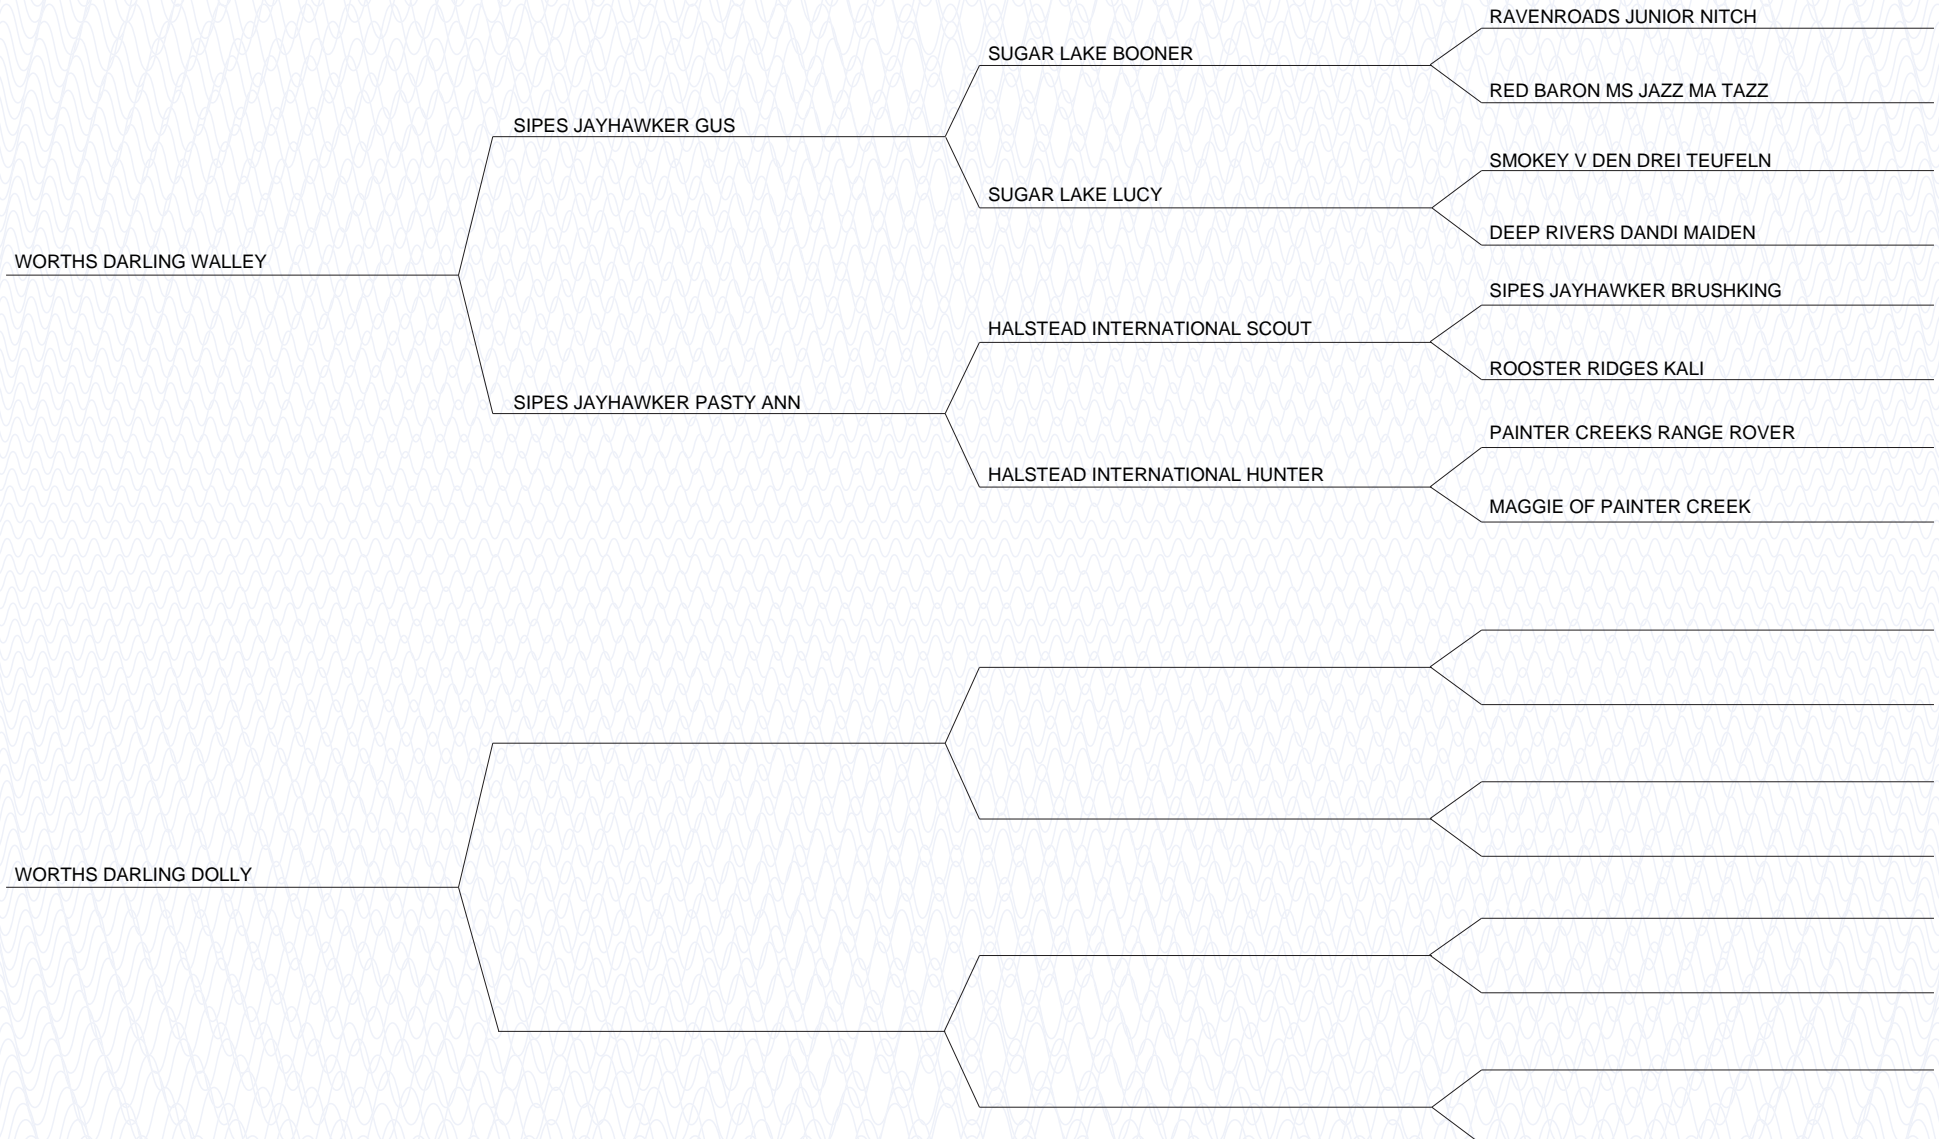 RAVENROADS JUNIOR NITCH
SUGAR LAKE BOONER
RED BARON MS JAZZ MA TAZZ
SIPES JAYHAWKER GUS
SMOKEY V DEN DREI TEUFELN
SUGAR LAKE LUCY
DEEP RIVERS DANDI MAIDEN
WORTHS DARLING WALLEY
SIPES JAYHAWKER BRUSHKING
HALSTEAD INTERNATIONAL SCOUT
ROOSTER RIDGES KALI
SIPES JAYHAWKER PASTY ANN
PAINTER CREEKS RANGE ROVER
HALSTEAD INTERNATIONAL HUNTER
MAGGIE OF PAINTER CREEK
WORTHS DARLING DOLLY